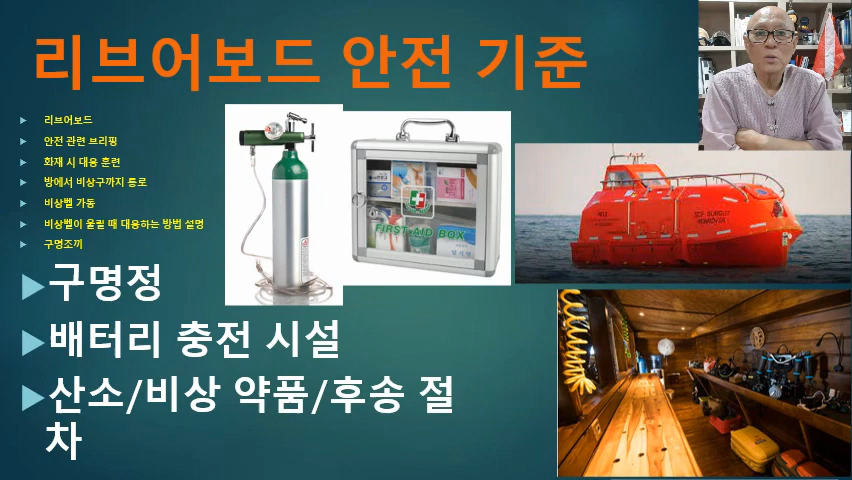 리브어보드 안전 기준
리브어보드
안전 관련 브리핑
화재 시 대응 훈련
방에서 비상구까지 통로
비상벨 가동
비상벨이 울릴 때 대응하는 방법 설명
구명조끼
구명정
배터리 충전 시설
산소/비상 약품/후송 절
차
FIRST AID BOX